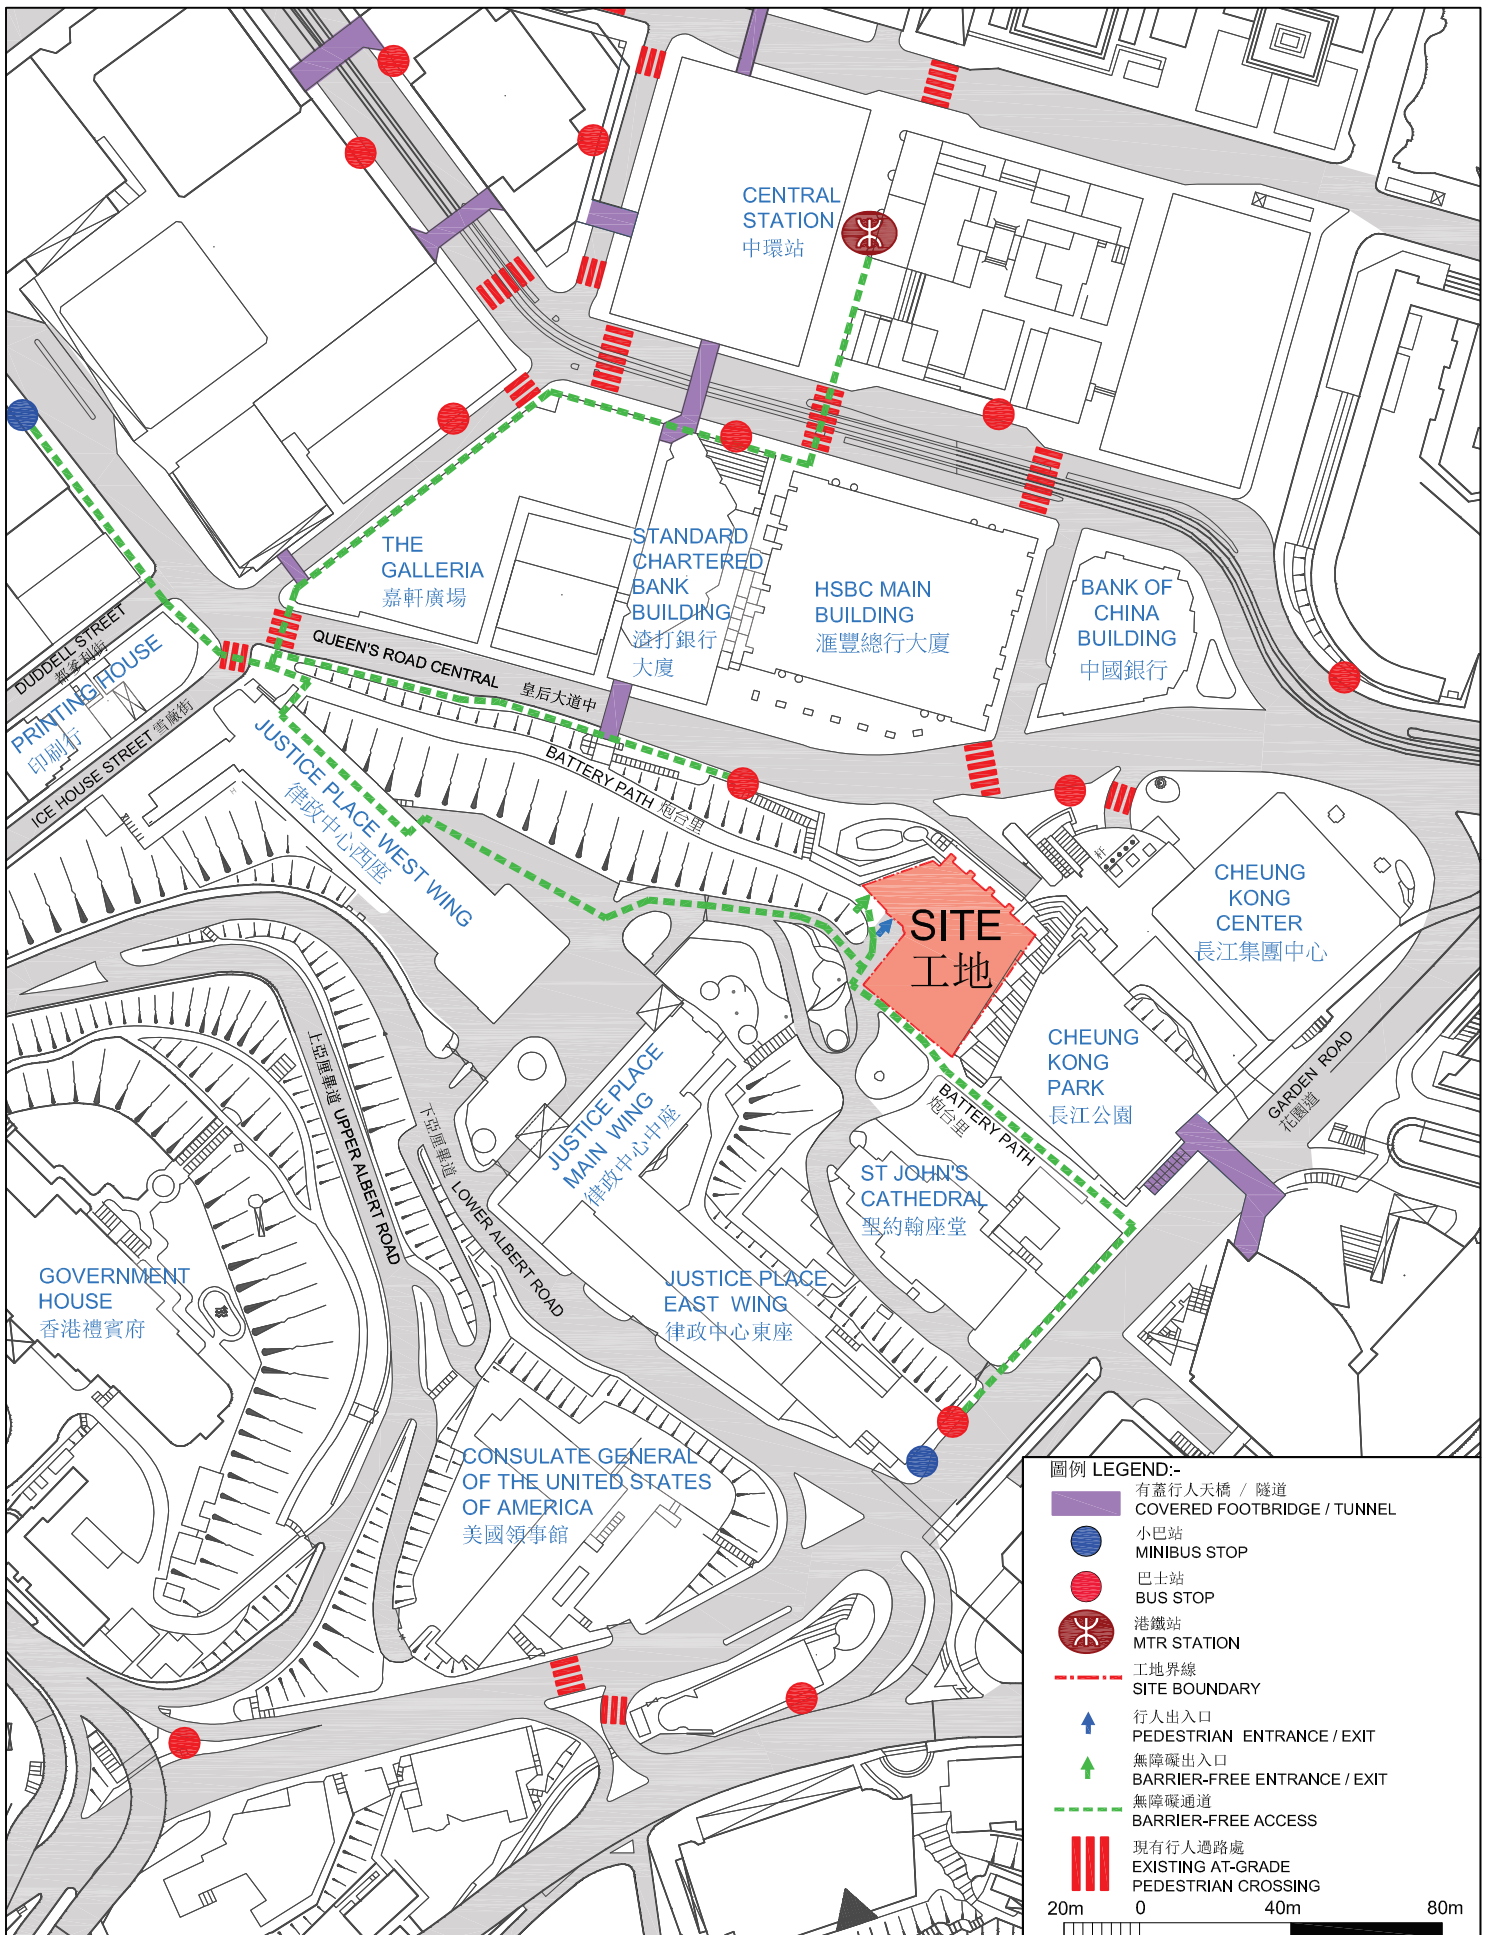 CENTRAL
STATION
中環站
THE
GALLERIA
嘉軒廣場
STANDARD
CHARTERED
BANK
BUILDING
渣打銀行
大廈
HSBC MAIN
BUILDING
滙豐總行大廈
BANK OF
CHINA
BUILDING
中國銀行
DUDDELL STREET
都爹利街
PRINTING HOUSE
印刷行
ICE HOUSE STREET 雪廠街
QUEEN'S ROAD CENTRAL 皇后大道中
BATTERY PATH 炮台里
JUSTICE PLACE WEST WING
律政中心西座
SITE
工地
CHEUNG
KONG
CENTER
長江集團中心
CHEUNG
KONG
PARK
長江公園
GARDEN ROAD
花園道
BATTERY PATH
炮台里
JUSTICE PLACE
MAIN WING
律政中心中座
ST JOHN'S
CATHEDRAL
聖約翰座堂
上亞厘畢道 UPPER ALBERT ROAD
下亞厘畢道 LOWER ALBERT ROAD
GOVERNMENT
HOUSE
香港禮賓府
JUSTICE PLACE
EAST WING
律政中心東座
CONSULATE GENERAL
OF THE UNITED STATES
OF AMERICA
美國領事館
圖例 LEGEND:-
有蓋行人天橋 / 隧道
COVERED FOOTBRIDGE / TUNNEL
小巴站
MINIBUS STOP
巴士站
BUS STOP
港鐵站
MTR STATION
工地界線
SITE BOUNDARY
行人出入口
PEDESTRIAN ENTRANCE / EXIT
無障礙出入口
BARRIER-FREE ENTRANCE / EXIT
無障礙通道
BARRIER-FREE ACCESS
現有行人過路處
EXISTING AT-GRADE
PEDESTRIAN CROSSING
20m 0 40m 80m